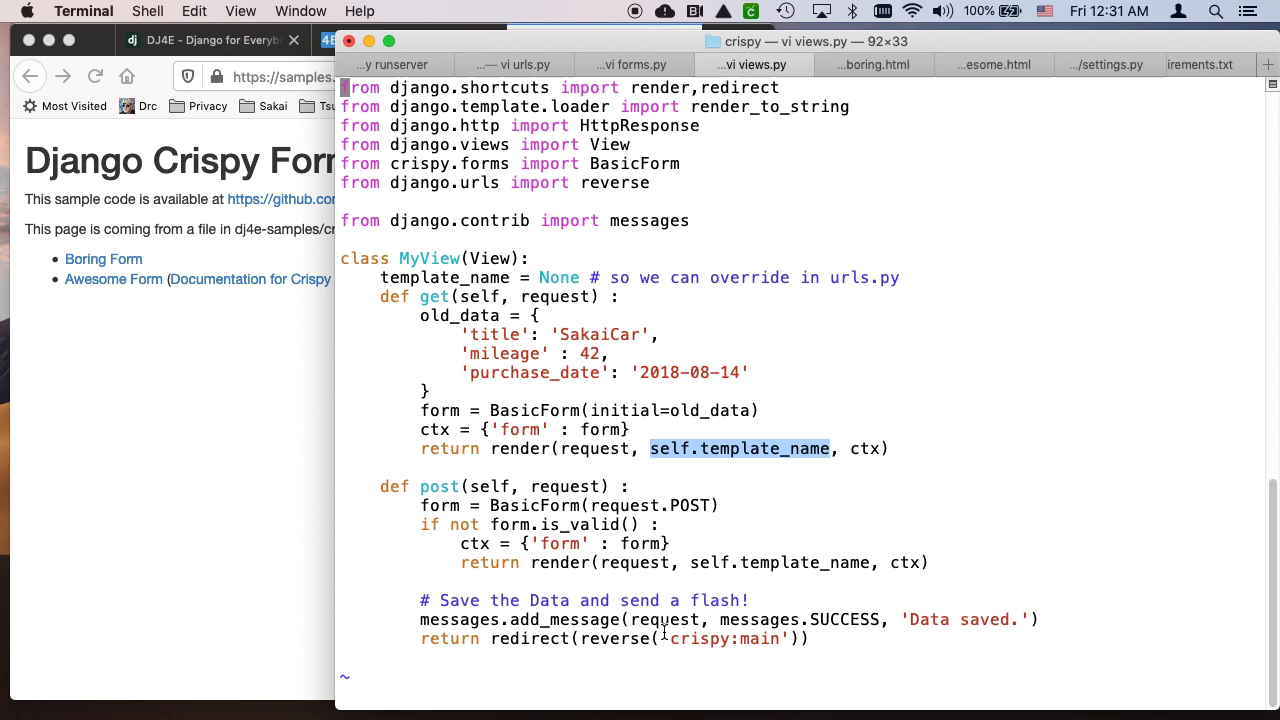 Terminal Shell Edit View Window Help 100% Fri 12:31 AM
dj DJ4E - Django for Everyb
crispy — vi views.py — 92×33
...y runserver ...— vi urls.py ...vi forms.py ...vi views.py ...boring.html ...esome.html .../settings.py irements.txt
https://samples.
Most Visited Drc Privacy Sakai Tsu
Django Crispy For
This sample code is available at https://github.co
This page is coming from a file in dj4e-samples/cr
• Boring Form
• Awesome Form (Documentation for Crispy
from django.shortcuts import render,redirect
from django.template.loader import render_to_string
from django.http import HttpResponse
from django.views import View
from crispy.forms import BasicForm
from django.urls import reverse
from django.contrib import messages
class MyView(View):
    template_name = None # so we can override in urls.py
    def get(self, request) :
        old_data = {
            'title': 'SakaiCar',
            'mileage' : 42,
            'purchase_date': '2018-08-14'
        }
        form = BasicForm(initial=old_data)
        ctx = {'form' : form}
        return render(request, self.template_name, ctx)
    def post(self, request) :
        form = BasicForm(request.POST)
        if not form.is_valid() :
            ctx = {'form' : form}
            return render(request, self.template_name, ctx)
        # Save the Data and send a flash!
        messages.add_message(request, messages.SUCCESS, 'Data saved.')
        return redirect(reverse('crispy:main'))
~